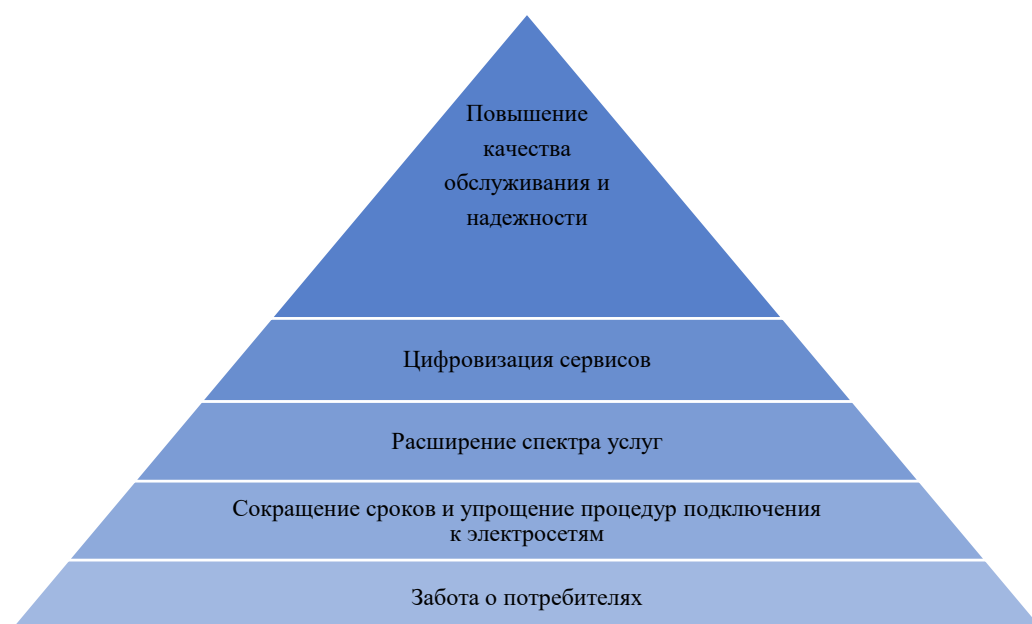 Повышение
качества
обслуживания и
надежности
Цифровизация сервисов
Расширение спектра услуг
Сокращение сроков и упрощение процедур подключения
к электросетям
Забота о потребителях